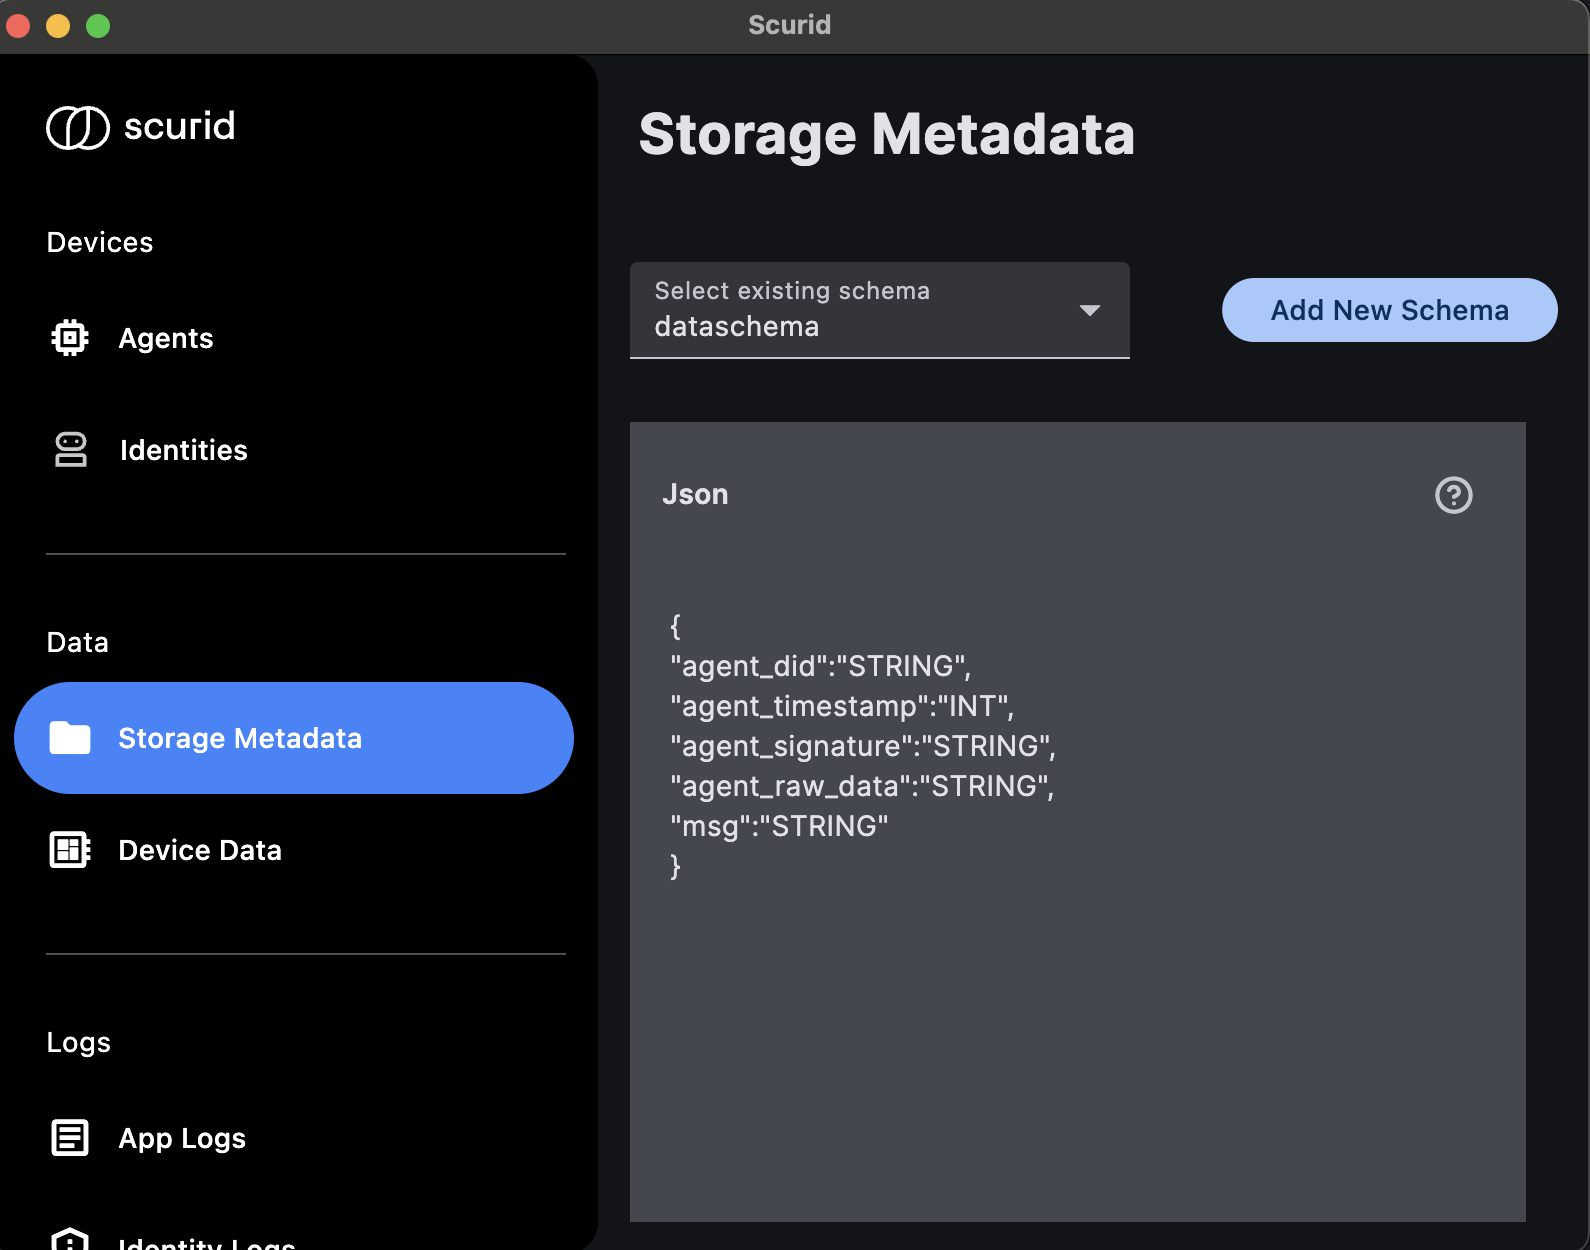 Scurid
scurid
Devices
Agents
Identities
Data
Storage Metadata
Device Data
Logs
App Logs
Identity Logs
Storage Metadata
Select existing schema
dataschema
Add New Schema
Json
{
"agent_did":"STRING",
"agent_timestamp":"INT",
"agent_signature":"STRING",
"agent_raw_data":"STRING",
"msg":"STRING"
}